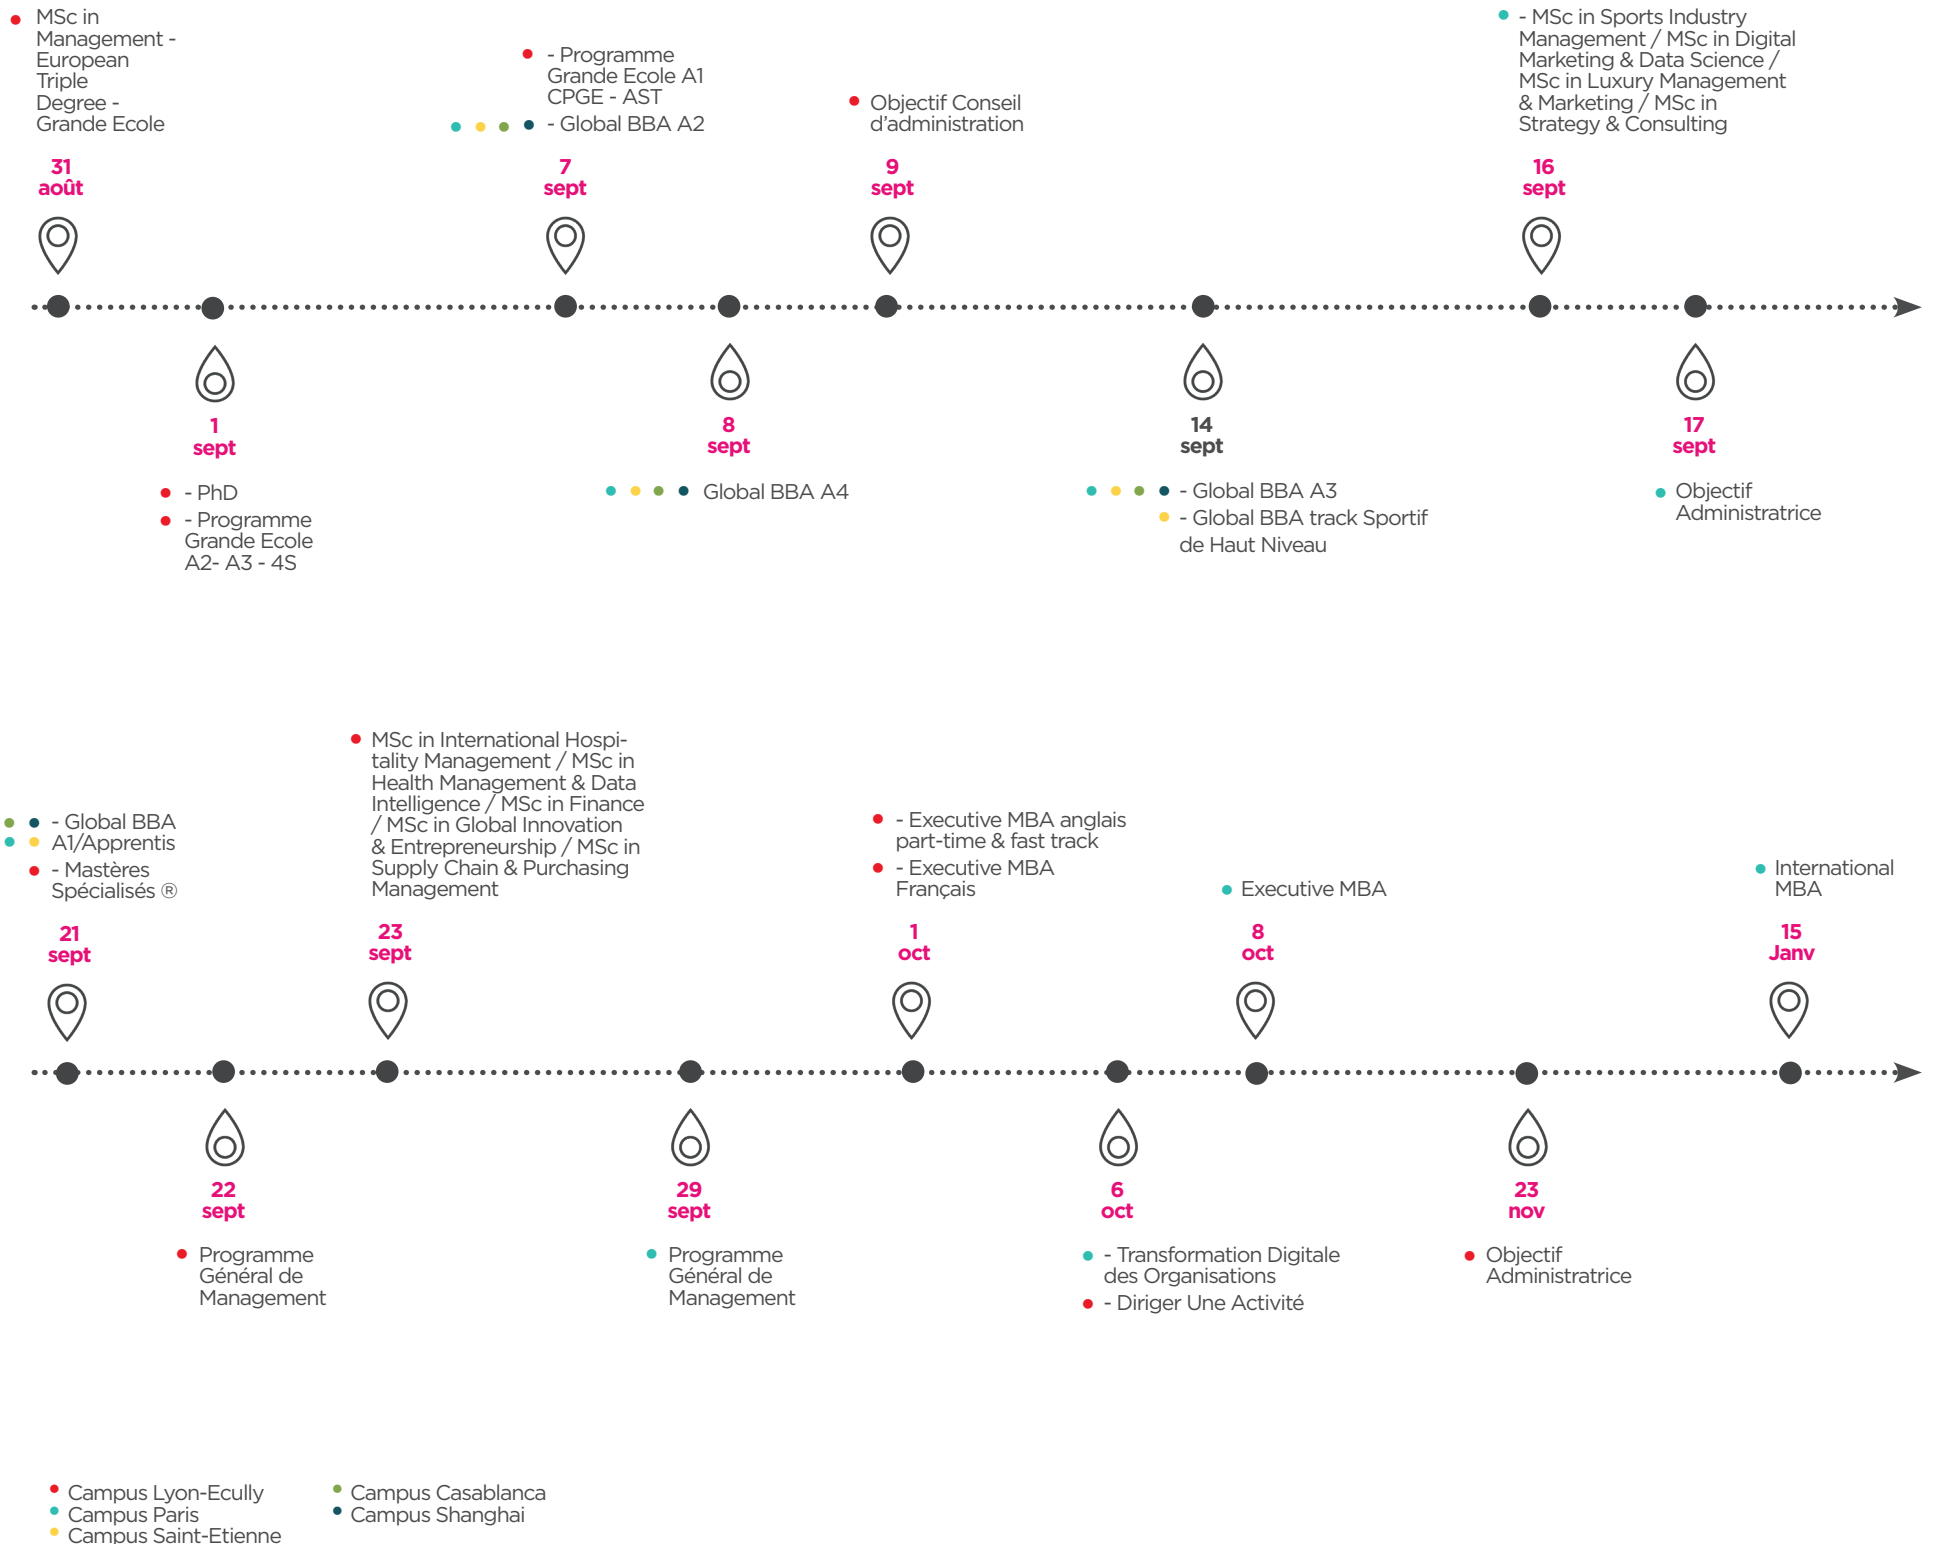 MSc in
Management -
European
Triple
Degree -
Grande Ecole
31
août
- Programme
Grande Ecole A1
CPGE - AST
- Global BBA A2
7
sept
Objectif Conseil
d'administration
9
sept
- MSc in Sports Industry
Management / MSc in Digital
Marketing & Data Science /
MSc in Luxury Management
& Marketing / MSc in
Strategy & Consulting
16
sept
1
sept
- PhD
- Programme
Grande Ecole
A2- A3 - 4S
8
sept
Global BBA A4
14
sept
- Global BBA A3
- Global BBA track Sportif
de Haut Niveau
17
sept
Objectif
Administratrice
- Global BBA
A1/Apprentis
- Mastères
Spécialisés ®
21
sept
MSc in International Hospi-
tality Management / MSc in
Health Management & Data
Intelligence / MSc in Finance
/ MSc in Global Innovation
& Entrepreneurship / MSc in
Supply Chain & Purchasing
Management
23
sept
- Executive MBA anglais
part-time & fast track
- Executive MBA
Français
1
oct
Executive MBA
8
oct
International
MBA
15
Janv
22
sept
Programme
Général de
Management
29
sept
Programme
Général de
Management
6
oct
- Transformation Digitale
des Organisations
- Diriger Une Activité
23
nov
Objectif
Administratrice
Campus Lyon-Ecully
Campus Paris
Campus Saint-Etienne
Campus Casablanca
Campus Shanghai